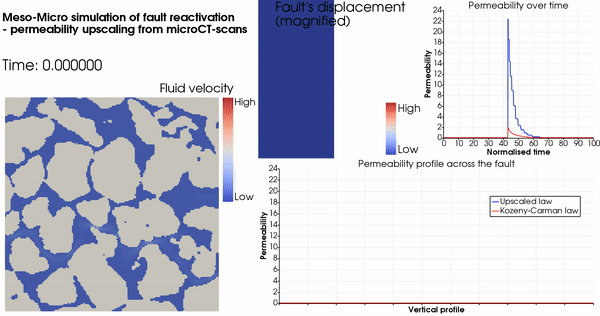 Meso-Micro simulation of fault reactivation
- permeability upscaling from microCT-scans
Time: 0.000000
Fluid velocity
High
Low
Fault's displacement
(magnified)
High
Low
Permeability over time
Permeability
24
22
20
18
16
14
12
10
8
6
4
2
0
0 10 20 30 40 50 60 70 80 90 100
Normalised time
Permeability profile across the fault
Permeability
24
22
20
18
16
14
12
10
8
6
4
2
0
Upscaled law
Kozeny-Carman law
Vertical profile